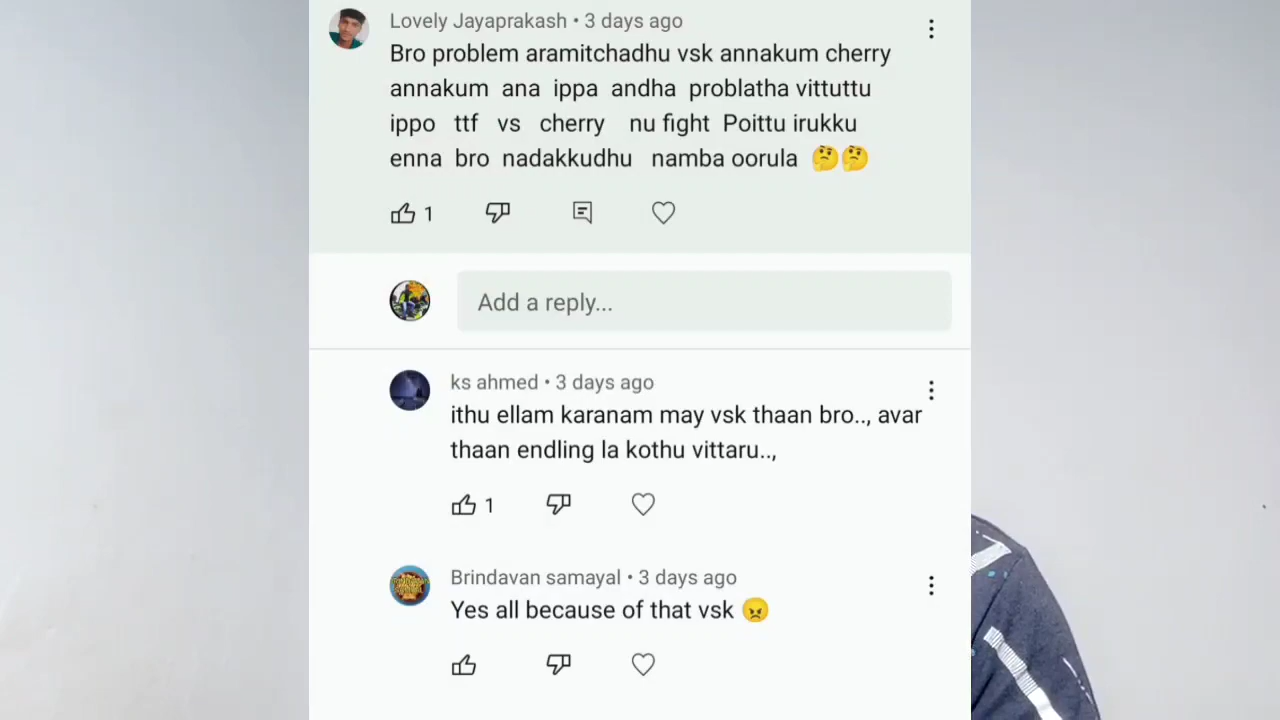 Lovely Jayaprakash • 3 days ago
Bro problem aramitchadhu vsk annakum cherry
annakum ana ippa andha problatha vittuttu
ippo ttf vs cherry nu fight Poittu irukku
enna bro nadakkudhu namba oorula 🤔🤔
1
Add a reply...
ks ahmed • 3 days ago
ithu ellam karanam may vsk thaan bro.., avar
thaan endling la kothu vittaru..,
1
Brindavan samayal • 3 days ago
Yes all because of that vsk 😠